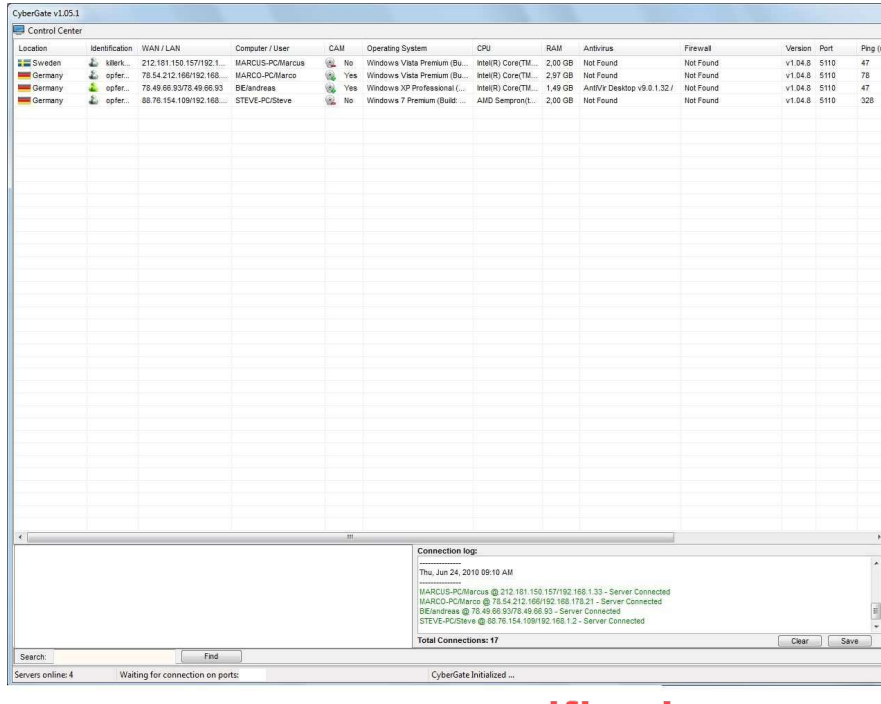 CyberGate v1.05.1
Control Center
Location Identification WAN / LAN Computer / User CAM Operating System CPU RAM Antivirus Firewall Version Port Ping (
Sweden killerk... 212.181.150.157/192.1... MARCUS-PC/Marcus No Windows Vista Premium (Bu... Intel(R) Core(TM... 2,00 GB Not Found Not Found v1.04.8 5110 47
Germany opfer... 78.54.212.166/192.168.... MARCO-PC/Marco Yes Windows Vista Premium (Bu... Intel(R) Core(TM... 2,97 GB Not Found Not Found v1.04.8 5110 78
Germany opfer... 78.49.66.93/78.49.66.93 BIE/andreas Yes Windows XP Professional (... Intel(R) Core(TM... 1,49 GB AntiVir Desktop v9.0.1.32 / Not Found v1.04.8 5110 47
Germany opfer... 88.76.154.109/192.168.... STEVE-PC/Steve No Windows 7 Premium (Build: ... AMD Sempron(t... 2,00 GB Not Found Not Found v1.04.8 5110 328
Connection log:
---------------
Thu, Jun 24, 2010 09:10 AM
---------------
MARCUS-PC/Marcus @ 212.181.150.157/192.168.1.33 - Server Connected
MARCO-PC/Marco @ 78.54.212.166/192.168.178.21 - Server Connected
BIE/andreas @ 78.49.66.93/78.49.66.93 - Server Connected
STEVE-PC/Steve @ 88.76.154.109/192.168.1.2 - Server Connected
Total Connections: 17 Clear Save
Search: Find
Servers online: 4 Waiting for connection on ports: CyberGate Initialized ...